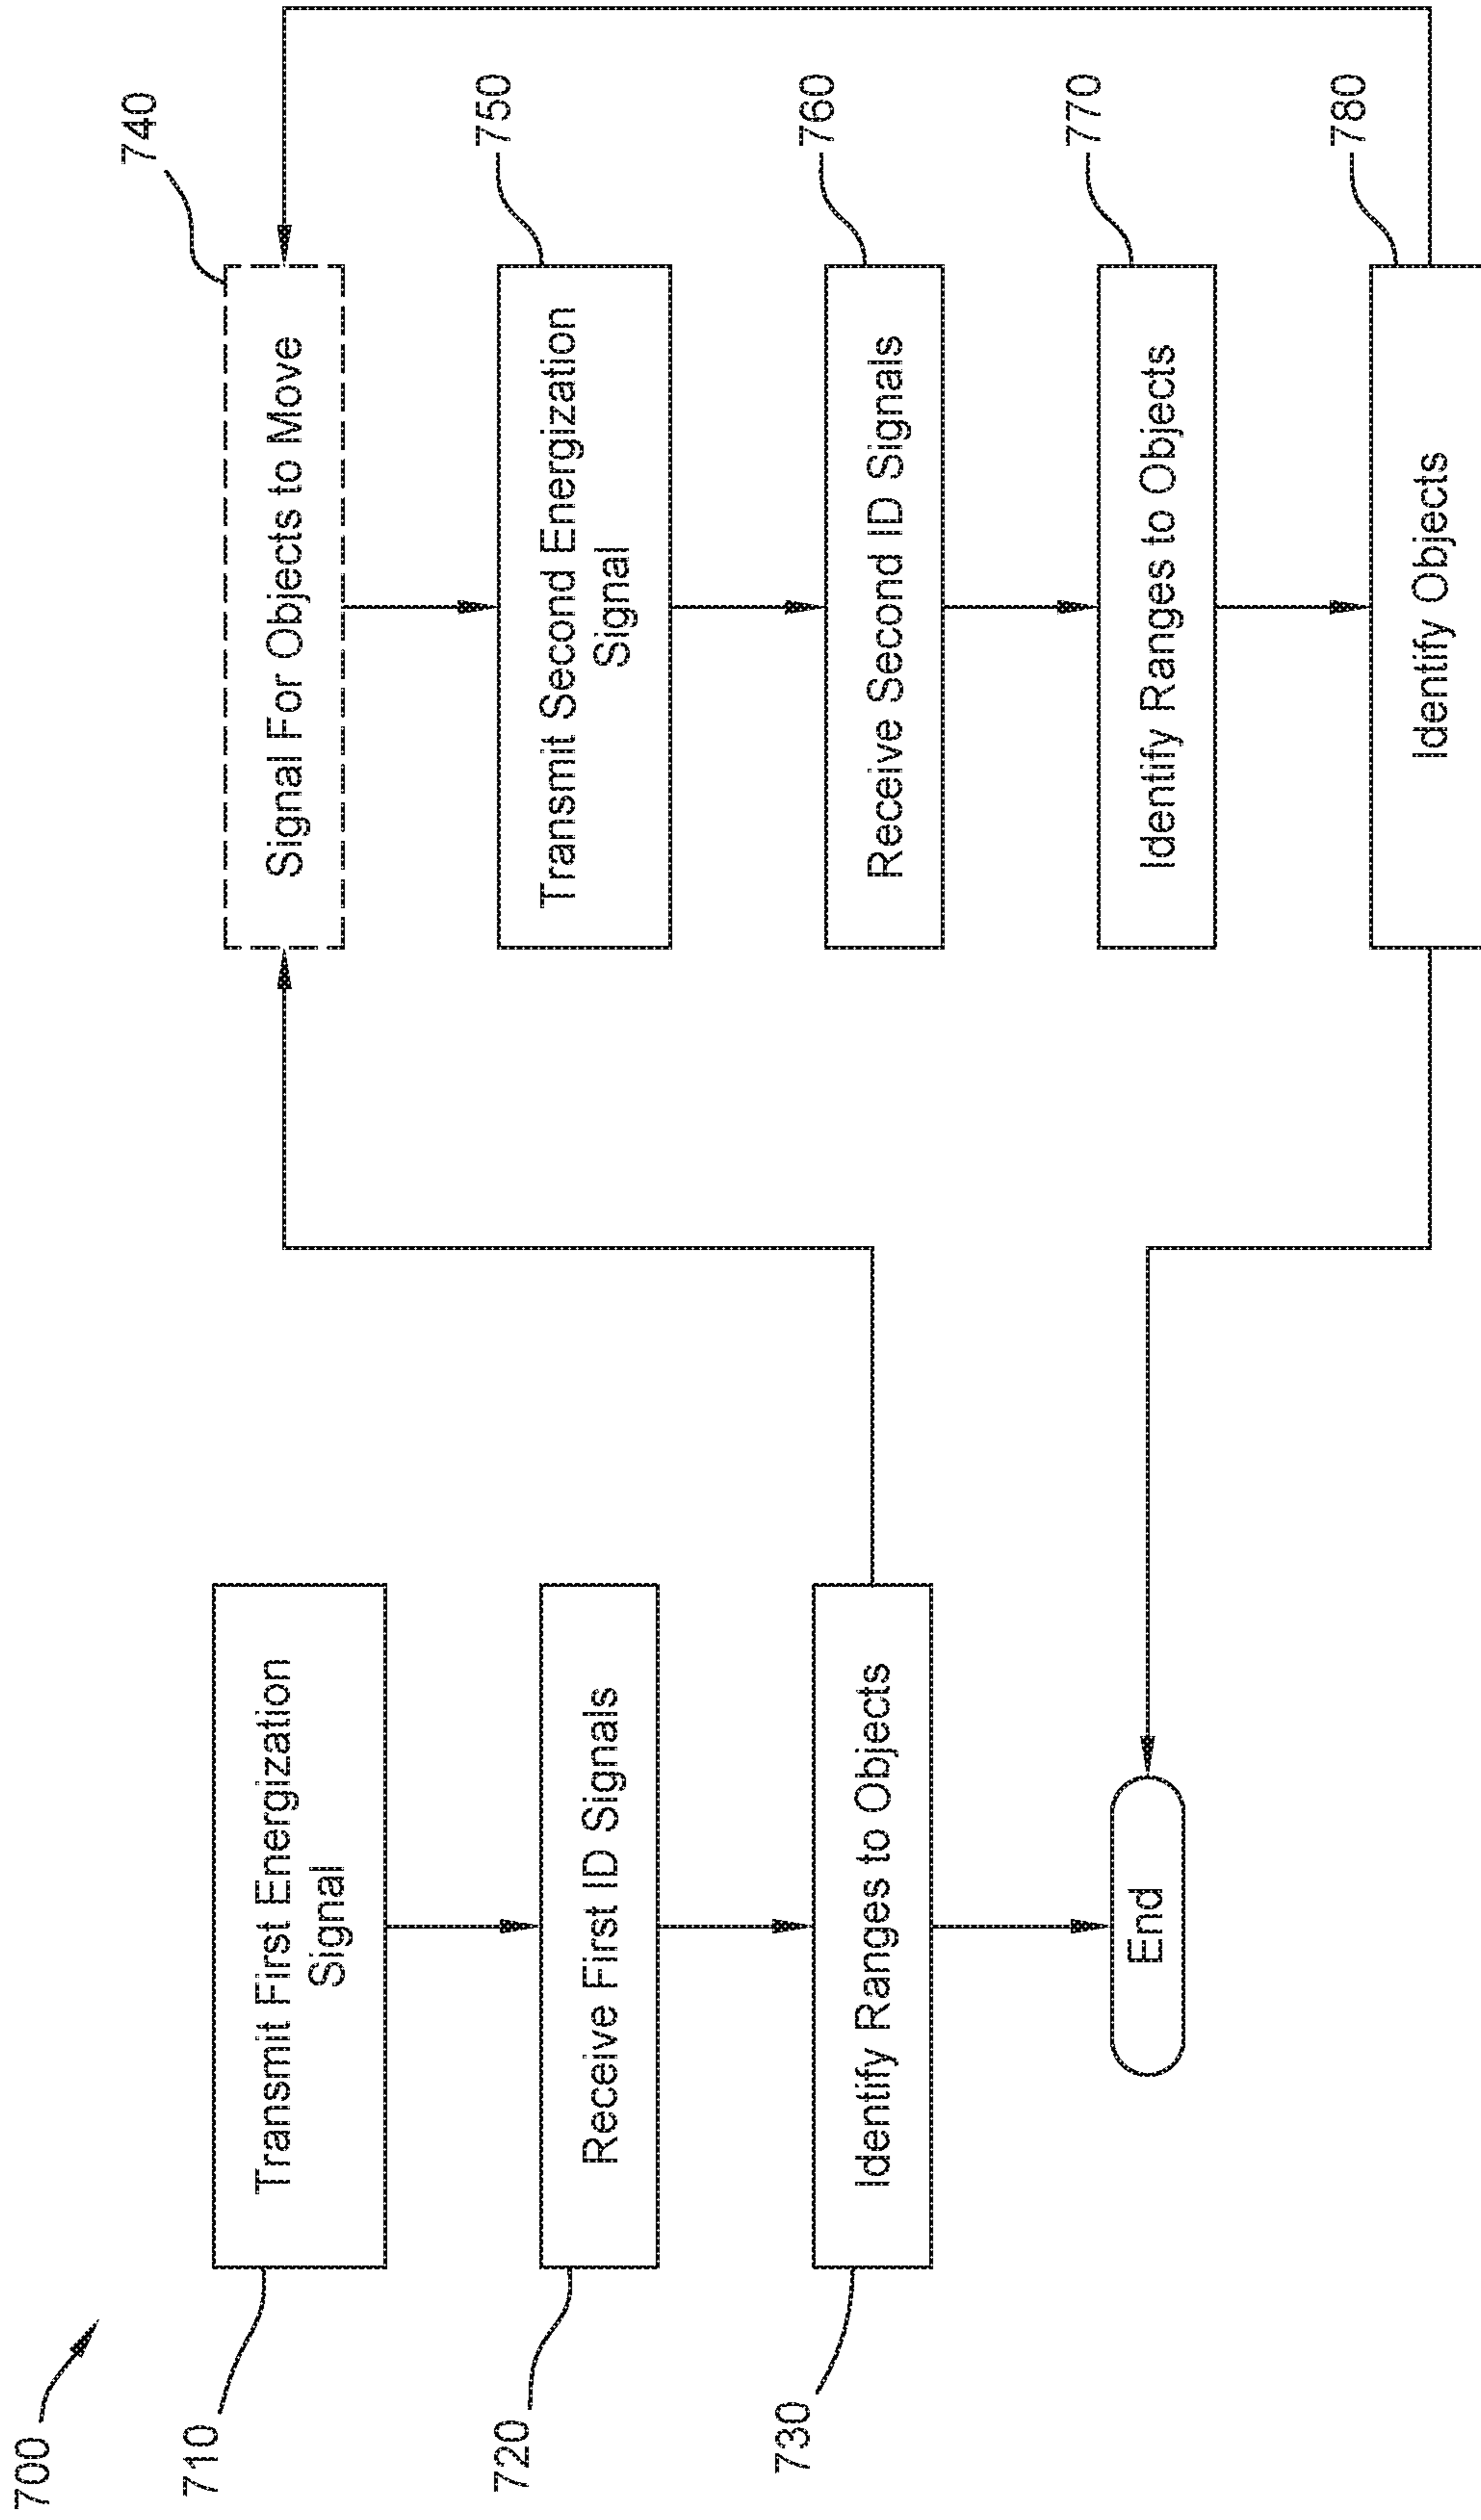 700
710
Transmit First Energization
Signal
720
Receive First ID Signals
730
Identify Ranges to Objects
End
740
Signal For Objects to Move
750
Transmit Second Energization
Signal
760
Receive Second ID Signals
770
Identify Ranges to Objects
780
Identify Objects